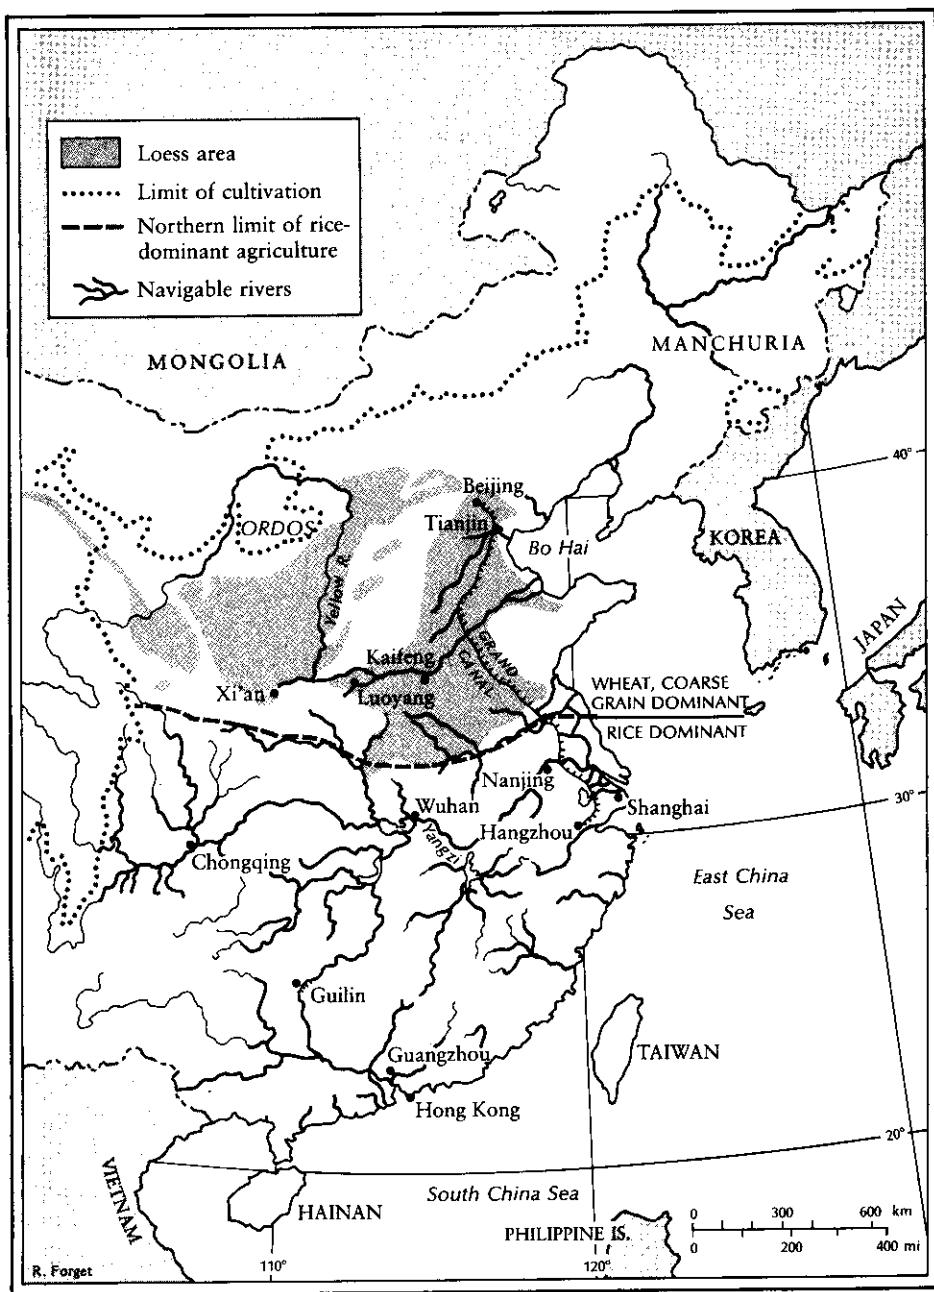 Loess area
Limit of cultivation
Northern limit of rice-
dominant agriculture
Navigable rivers
MONGOLIA
MANCHURIA
40°
Beijing
ORDOS
Tianjin
Bo Hai
KOREA
Yellow R.
JAPAN
GRAND
CANAL
Kaifeng
Xi'an
Luoyang
WHEAT, COARSE
GRAIN DOMINANT
RICE DOMINANT
Nanjing
30°
Wuhan
Shanghai
Hangzhou
Yangzi
Chongqing
East China
Sea
Guilin
Guangzhou
TAIWAN
Hong Kong
20°
VIETNAM
South China Sea
HAINAN
PHILIPPINE IS.
0 300 600 km
0 200 400 mi
R. Forget
110°
120°